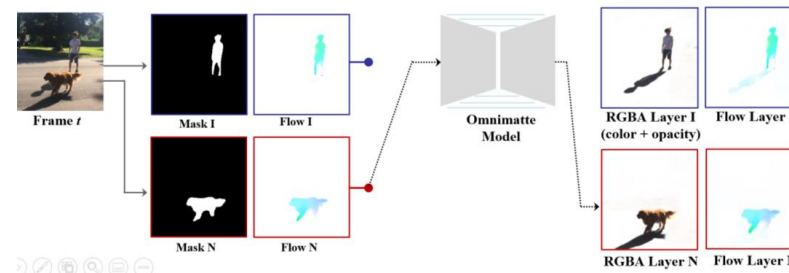 Frame t
Mask I
Flow I
Mask N
Flow N
Omnimatte
Model
RGBA Layer I
(color + opacity)
Flow Layer
RGBA Layer N
Flow Layer